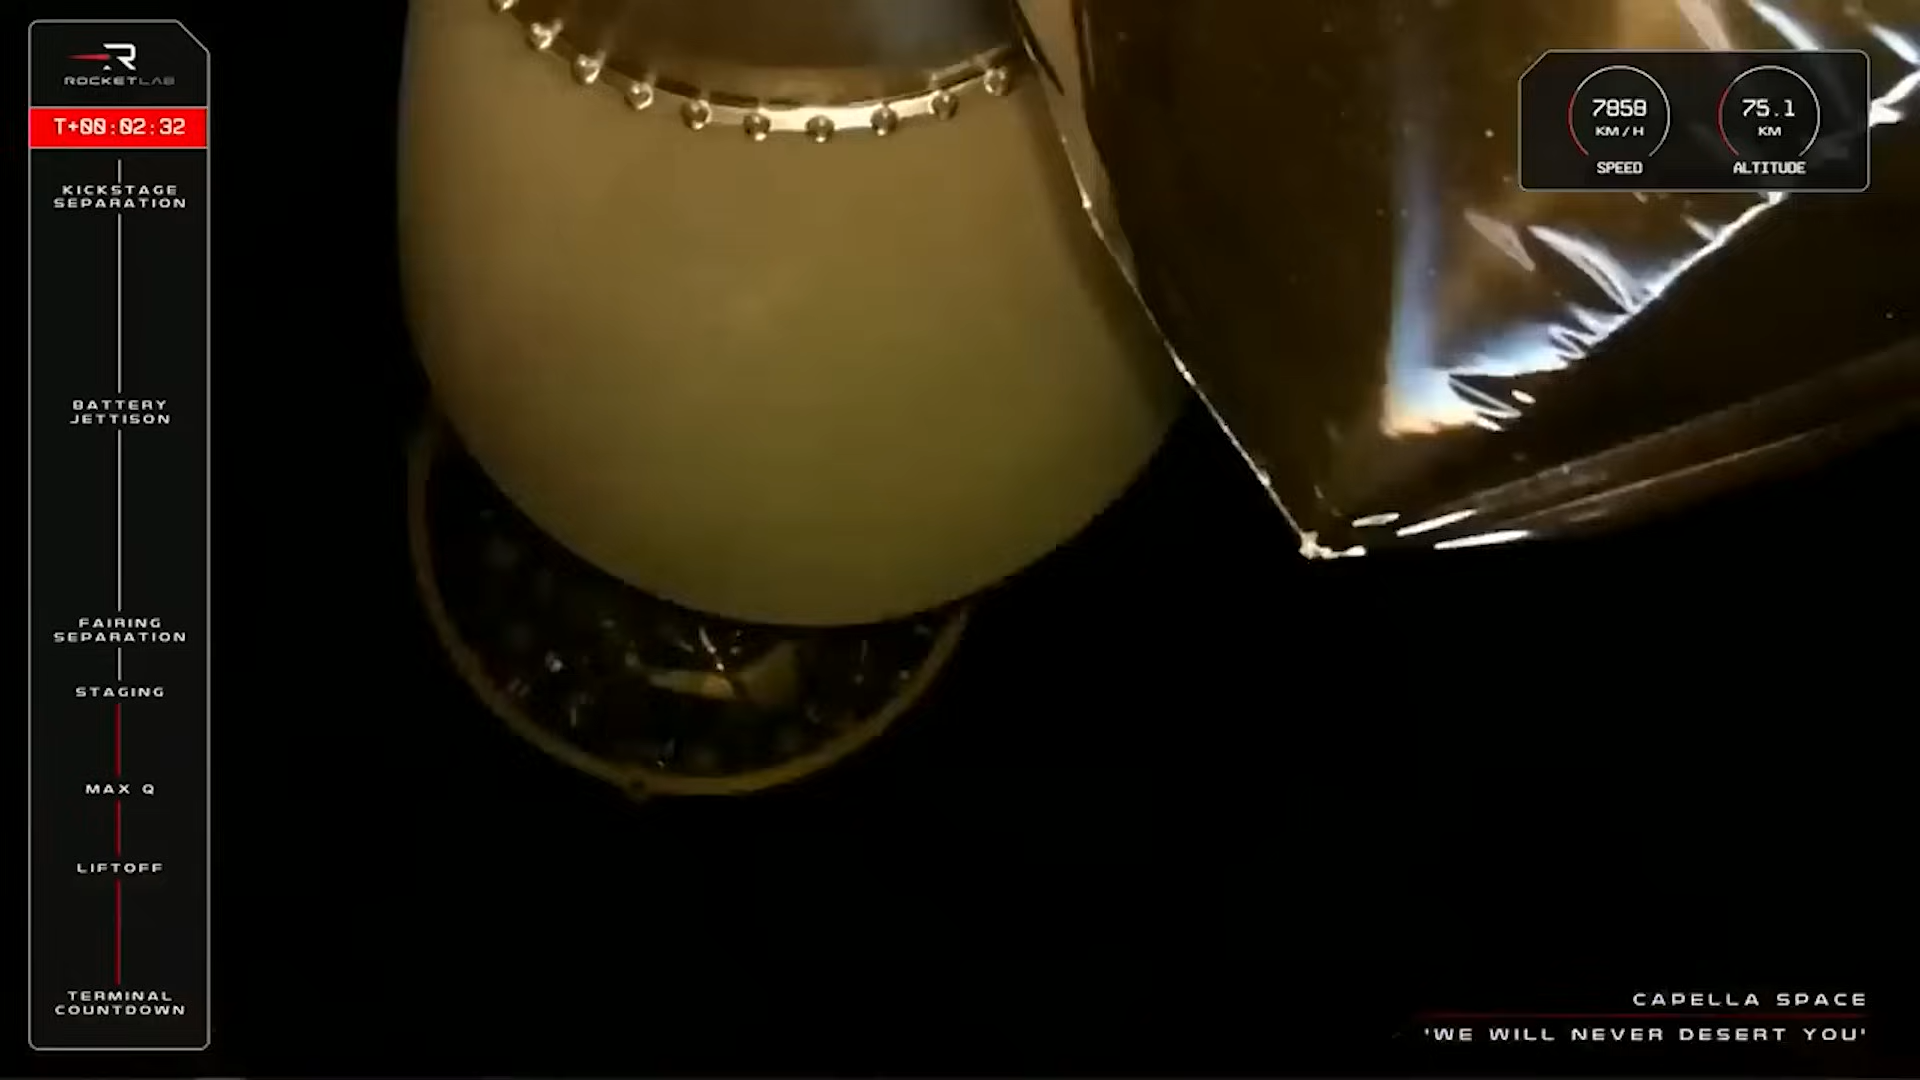 ROCKETLAB
T+00:02:32
KICKSTAGE
SEPARATION
BATTERY
JETTISON
FAIRING
SEPARATION
STAGING
MAX Q
LIFTOFF
TERMINAL
COUNTDOWN
7858
KM/H
SPEED
75.1
KM
ALTITUDE
CAPELLA SPACE
'WE WILL NEVER DESERT YOU'